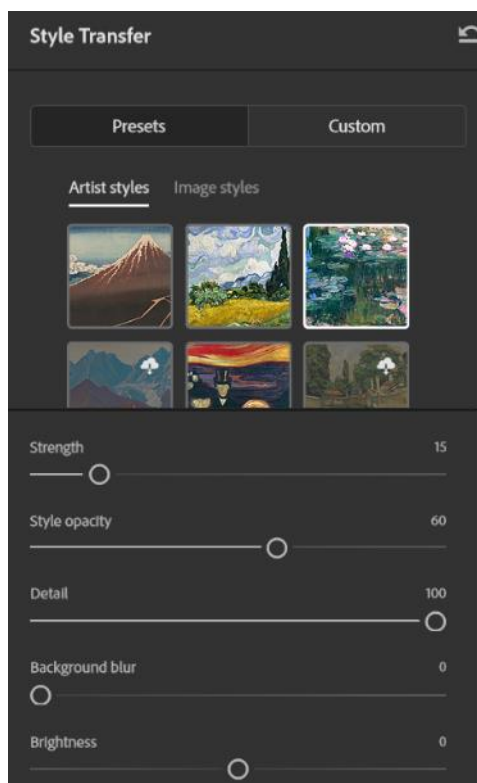 Style Transfer
Presets Custom
Artist styles Image styles
Strength 15
Style opacity 60
Detail 100
Background blur 0
Brightness 0